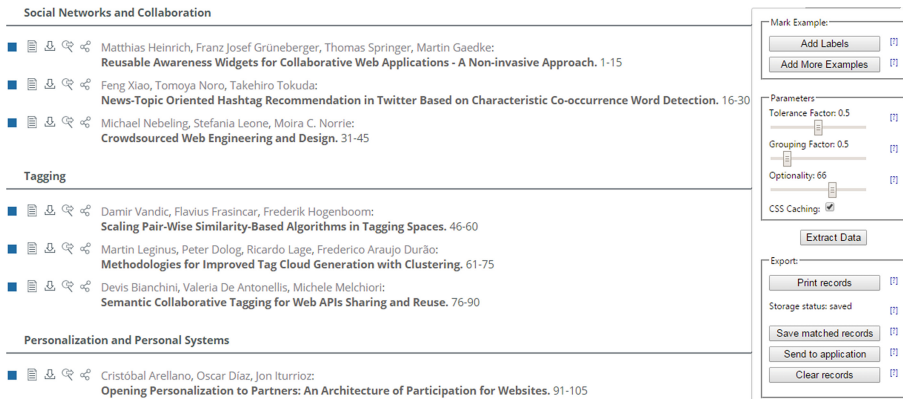 Social Networks and Collaboration
Matthias Heinrich, Franz Josef Grüneberger, Thomas Springer, Martin Gaedke:
Reusable Awareness Widgets for Collaborative Web Applications - A Non-invasive Approach. 1-15
Feng Xiao, Tomoya Noro, Takehiro Tokuda:
News-Topic Oriented Hashtag Recommendation in Twitter Based on Characteristic Co-occurrence Word Detection. 16-30
Michael Nebeling, Stefania Leone, Moira C. Norrie:
Crowdsourced Web Engineering and Design. 31-45
Tagging
Damir Vandic, Flavius Frasincar, Frederik Hogenboom:
Scaling Pair-Wise Similarity-Based Algorithms in Tagging Spaces. 46-60
Martin Leginus, Peter Dolog, Ricardo Lage, Frederico Araujo Durão:
Methodologies for Improved Tag Cloud Generation with Clustering. 61-75
Devis Bianchini, Valeria De Antonellis, Michele Melchiori:
Semantic Collaborative Tagging for Web APIs Sharing and Reuse. 76-90
Personalization and Personal Systems
Cristóbal Arellano, Oscar Díaz, Jon Iturrioz:
Opening Personalization to Partners: An Architecture of Participation for Websites. 91-105
Mark Example:
Add Labels [?]
Add More Examples [?]
Parameters
Tolerance Factor: 0.5 [?]
Grouping Factor: 0.5 [?]
Optionality: 66 [?]
CSS Caching:
Extract Data
Export:
Print records [?]
Storage status: saved [?]
Save matched records [?]
Send to application [?]
Clear records [?]